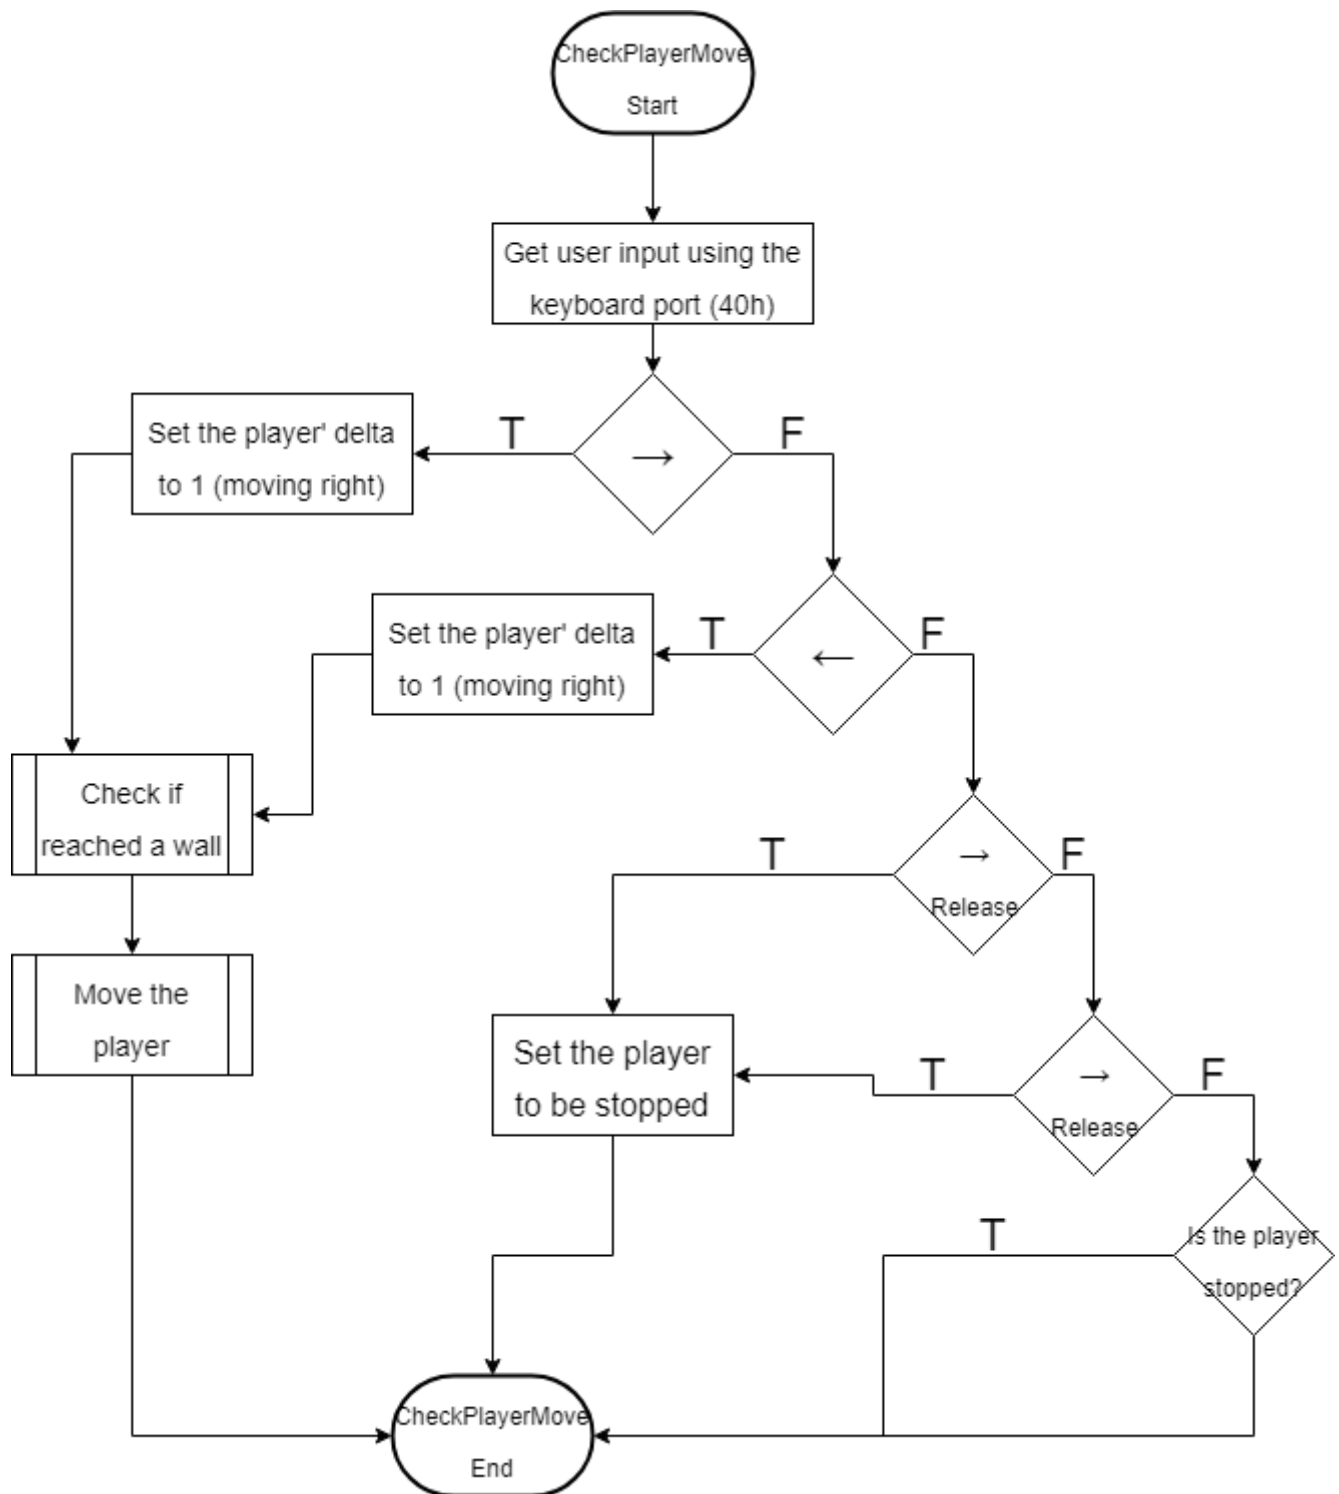 CheckPlayerMove
Start
Get user input using the
keyboard port (40h)
Set the player' delta
to 1 (moving right)
T
→
F
Set the player' delta
to 1 (moving right)
T
←
F
Check if
reached a wall
T
→
Release
F
Move the
player
Set the player
to be stopped
T
→
Release
F
T
Is the player
stopped?
CheckPlayerMove
End